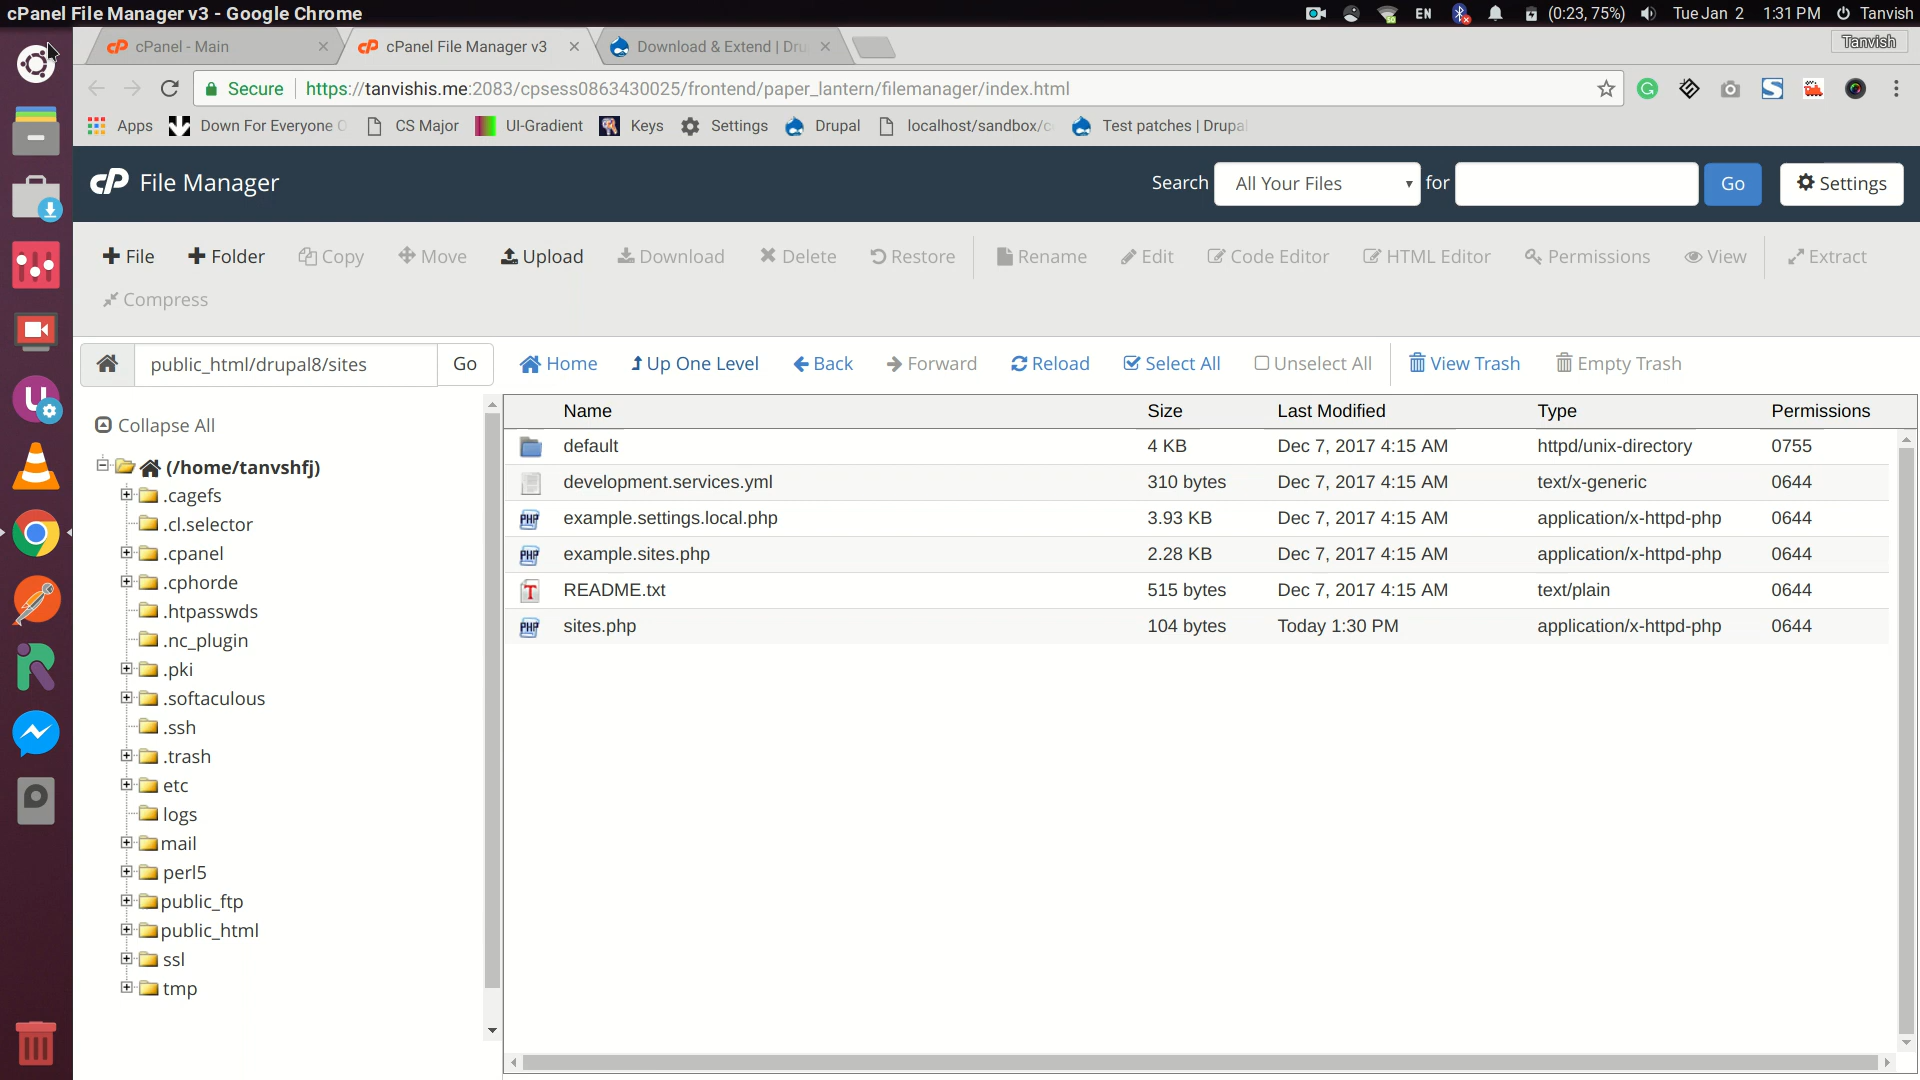 cPanel File Manager v3 - Google Chrome
EN (0:23, 75%) Tue Jan 2 1:31 PM Tanvish
cPanel - Main
cPanel File Manager v3
Download & Extend | Dru
Tanvish
Secure https://tanvishis.me:2083/cpsess0863430025/frontend/paper_lantern/filemanager/index.html
Apps Down For Everyone O CS Major UI-Gradient Keys Settings Drupal localhost/sandbox/c Test patches | Drupal
cP File Manager
Search All Your Files for Go Settings
File Folder Copy Move Upload Download Delete Restore Rename Edit Code Editor HTML Editor Permissions View Extract
Compress
public_html/drupal8/sites Go Home Up One Level Back Forward Reload Select All Unselect All View Trash Empty Trash
Collapse All
(/home/tanvshfj)
.cagefs
.cl.selector
.cpanel
.cphorde
.htpasswds
.nc_plugin
.pki
.softaculous
.ssh
.trash
etc
logs
mail
perl5
public_ftp
public_html
ssl
tmp
Name Size Last Modified Type Permissions
default 4 KB Dec 7, 2017 4:15 AM httpd/unix-directory 0755
development.services.yml 310 bytes Dec 7, 2017 4:15 AM text/x-generic 0644
PHP example.settings.local.php 3.93 KB Dec 7, 2017 4:15 AM application/x-httpd-php 0644
PHP example.sites.php 2.28 KB Dec 7, 2017 4:15 AM application/x-httpd-php 0644
T README.txt 515 bytes Dec 7, 2017 4:15 AM text/plain 0644
PHP sites.php 104 bytes Today 1:30 PM application/x-httpd-php 0644